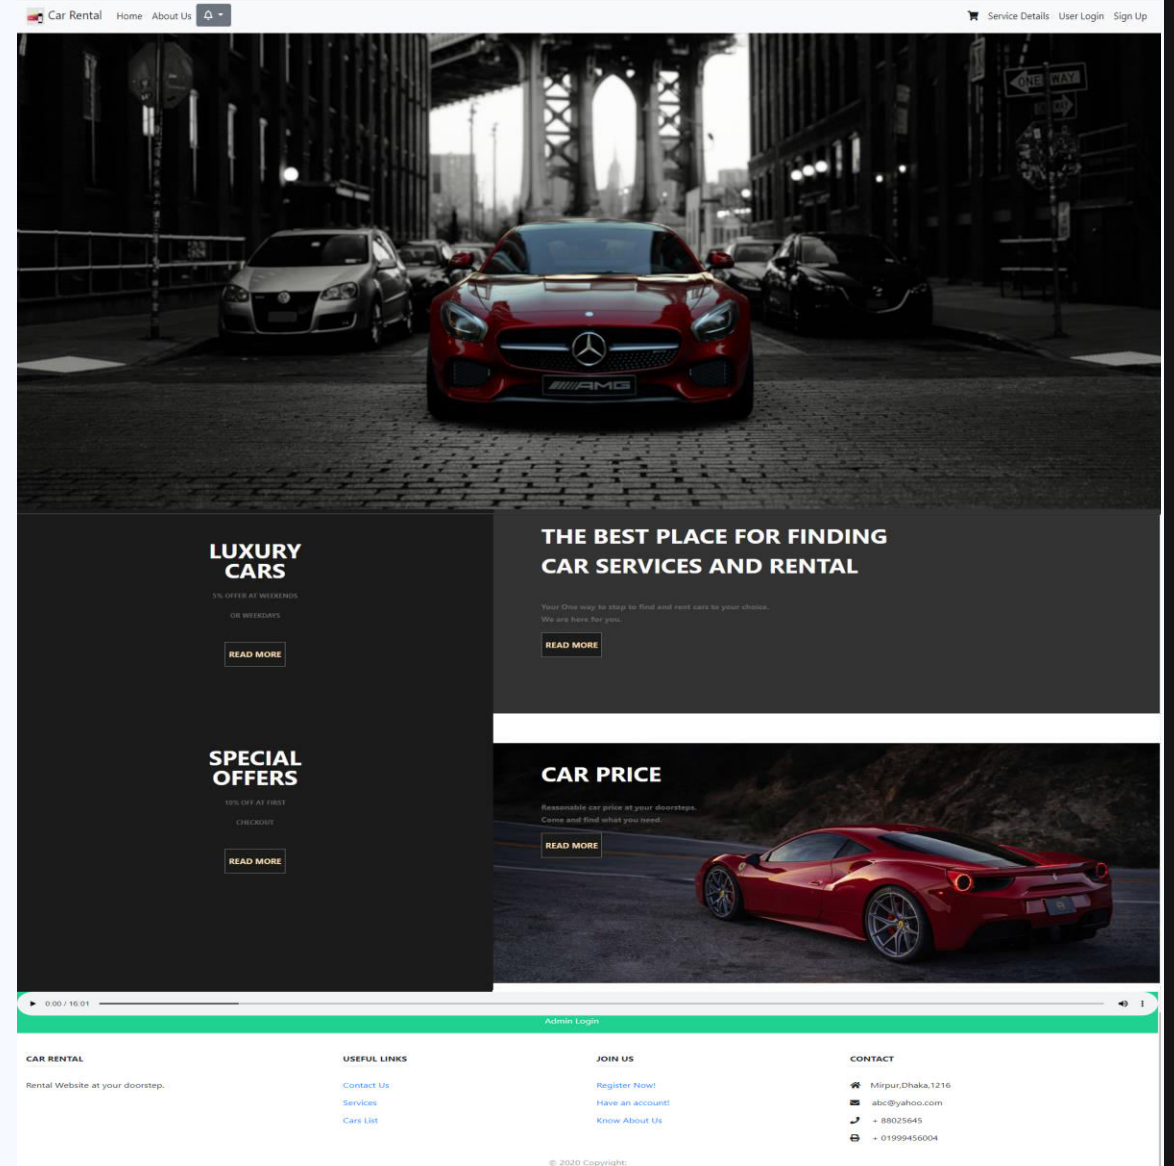 Car Rental Home About Us
Service Details User Login Sign Up
ONE WAY
AMG
LUXURY
CARS
5% OFFER AT WEEKENDS
OR WEEKDAYS
READ MORE
THE BEST PLACE FOR FINDING
CAR SERVICES AND RENTAL
Your One way to stop to find and rent cars to your choice.
We are here for you.
READ MORE
SPECIAL
OFFERS
10% OFF AT FIRST
CHECKOUT
READ MORE
CAR PRICE
Reasonable car price at your doorsteps.
Come and find what you need.
READ MORE
0:00 / 16:01
Admin Login
CAR RENTAL
Rental Website at your doorstep.
USEFUL LINKS
Contact Us
Services
Cars List
JOIN US
Register Now!
Have an account!
Know About Us
CONTACT
Mirpur,Dhaka,1216
abc@yahoo.com
+ 88025645
+ 01999456004
© 2020 Copyright: